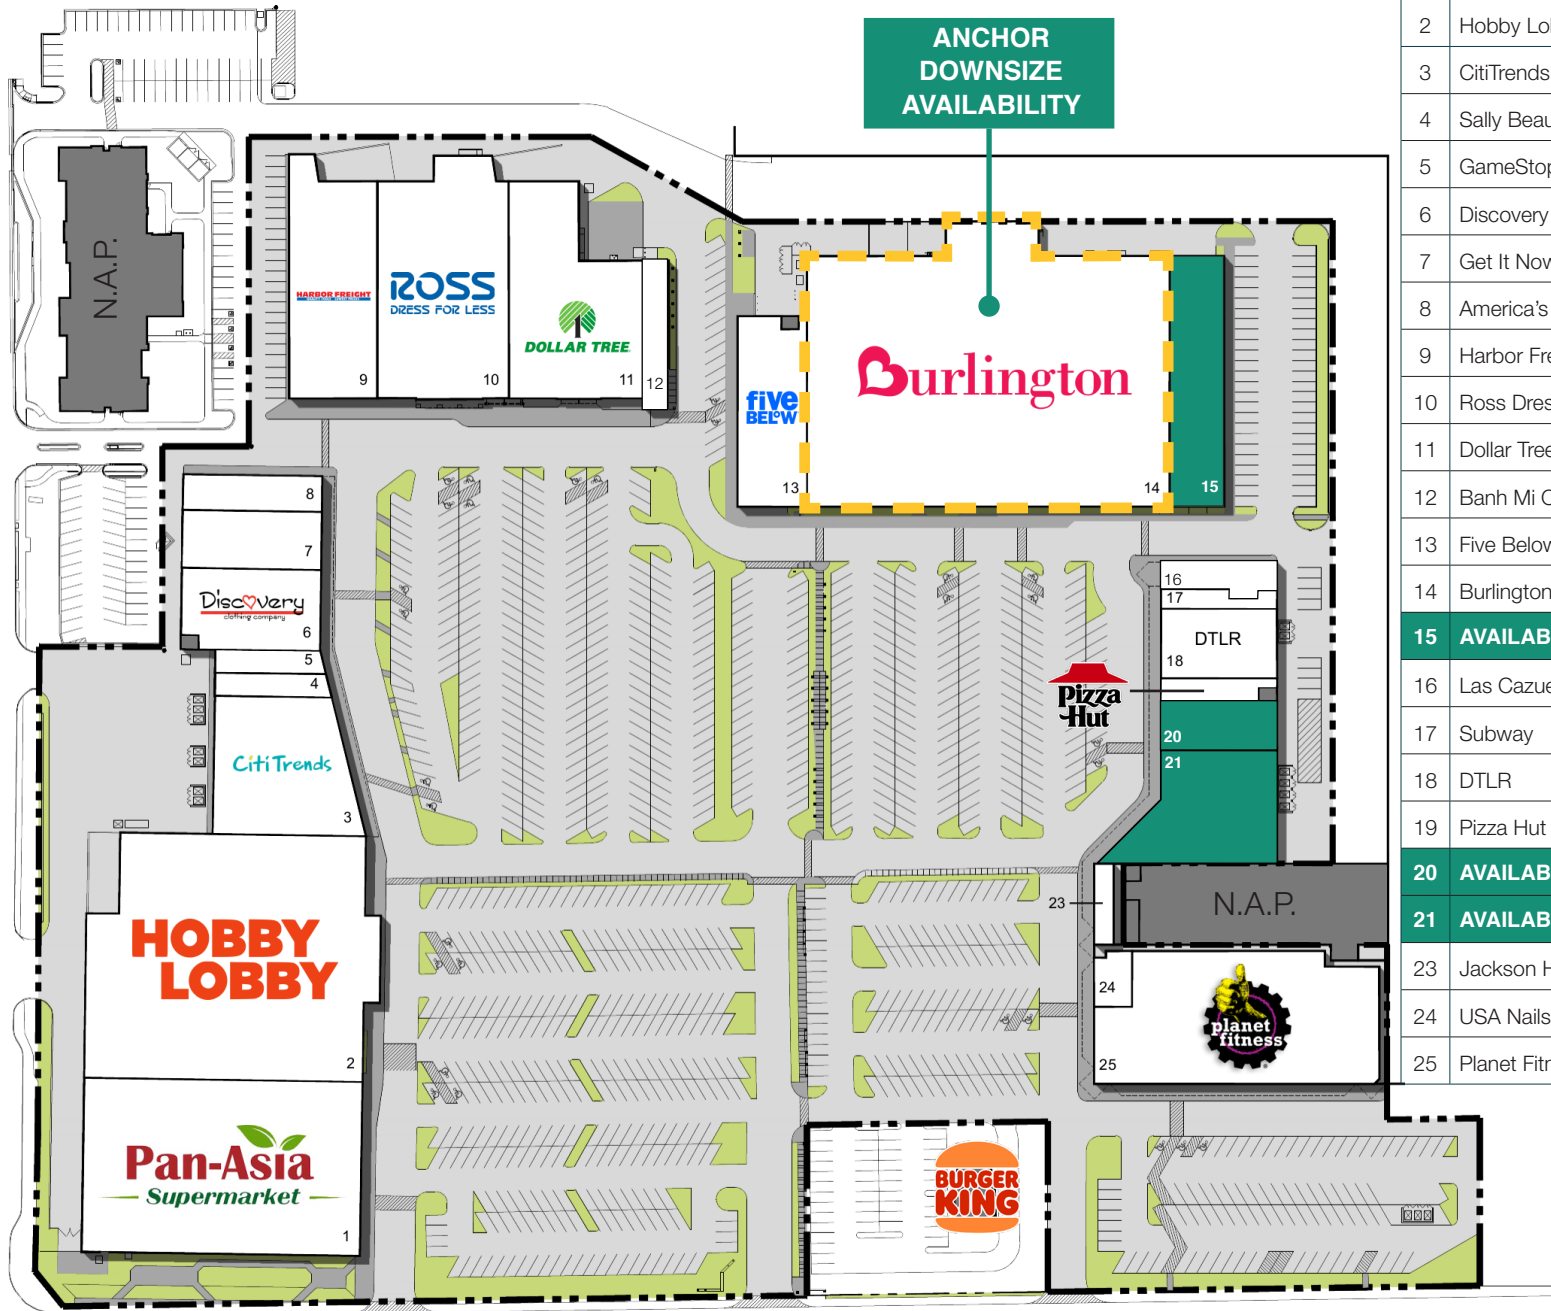 ANCHOR
DOWNSIZE
AVAILABILITY
N.A.P.
HARBOR FREIGHT
9
ROSS
DRESS FOR LESS
10
DOLLAR TREE
11
12
five
BELOW
13
Burlington
14
15
8
7
Discovery
clothing company
6
5
4
CitiTrends
3
HOBBY
LOBBY
2
Pan-Asia
Supermarket
1
16
17
DTLR
18
Pizza
Hut
20
21
23
N.A.P.
24
planet
fitness
25
BURGER
KING
2 Hobby Lo
3 CitiTrends
4 Sally Beau
5 GameStop
6 Discovery
7 Get It Now
8 America's
9 Harbor Fre
10 Ross Dres
11 Dollar Tree
12 Banh Mi C
13 Five Below
14 Burlington
15 AVAILAB
16 Las Cazue
17 Subway
18 DTLR
19 Pizza Hut
20 AVAILAB
21 AVAILAB
23 Jackson H
24 USA Nails
25 Planet Fitn